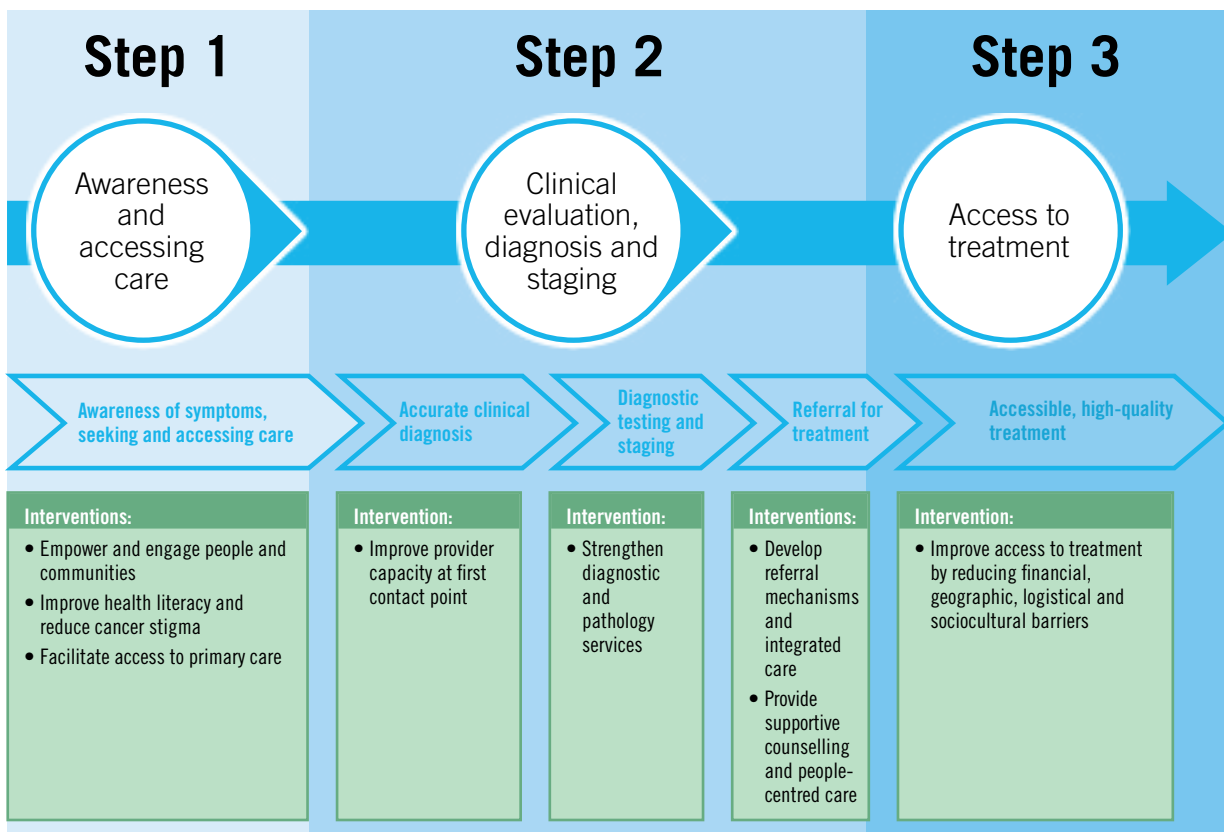 Step 1
Step 2
Step 3
Awareness
and
accessing
care
Clinical
evaluation,
diagnosis and
staging
Access to
treatment
Awareness of symptoms,
seeking and accessing care
Accurate clinical
diagnosis
Diagnostic
testing and
staging
Referral for
treatment
Accessible, high-quality
treatment
Interventions:
• Empower and engage people and
communities
• Improve health literacy and
reduce cancer stigma
• Facilitate access to primary care
Intervention:
• Improve provider
capacity at first
contact point
Intervention:
• Strengthen
diagnostic
and
pathology
services
Interventions:
• Develop
referral
mechanisms
and
integrated
care
• Provide
supportive
counselling
and people-
centred care
Intervention:
• Improve access to treatment
by reducing financial,
geographic, logistical and
sociocultural barriers